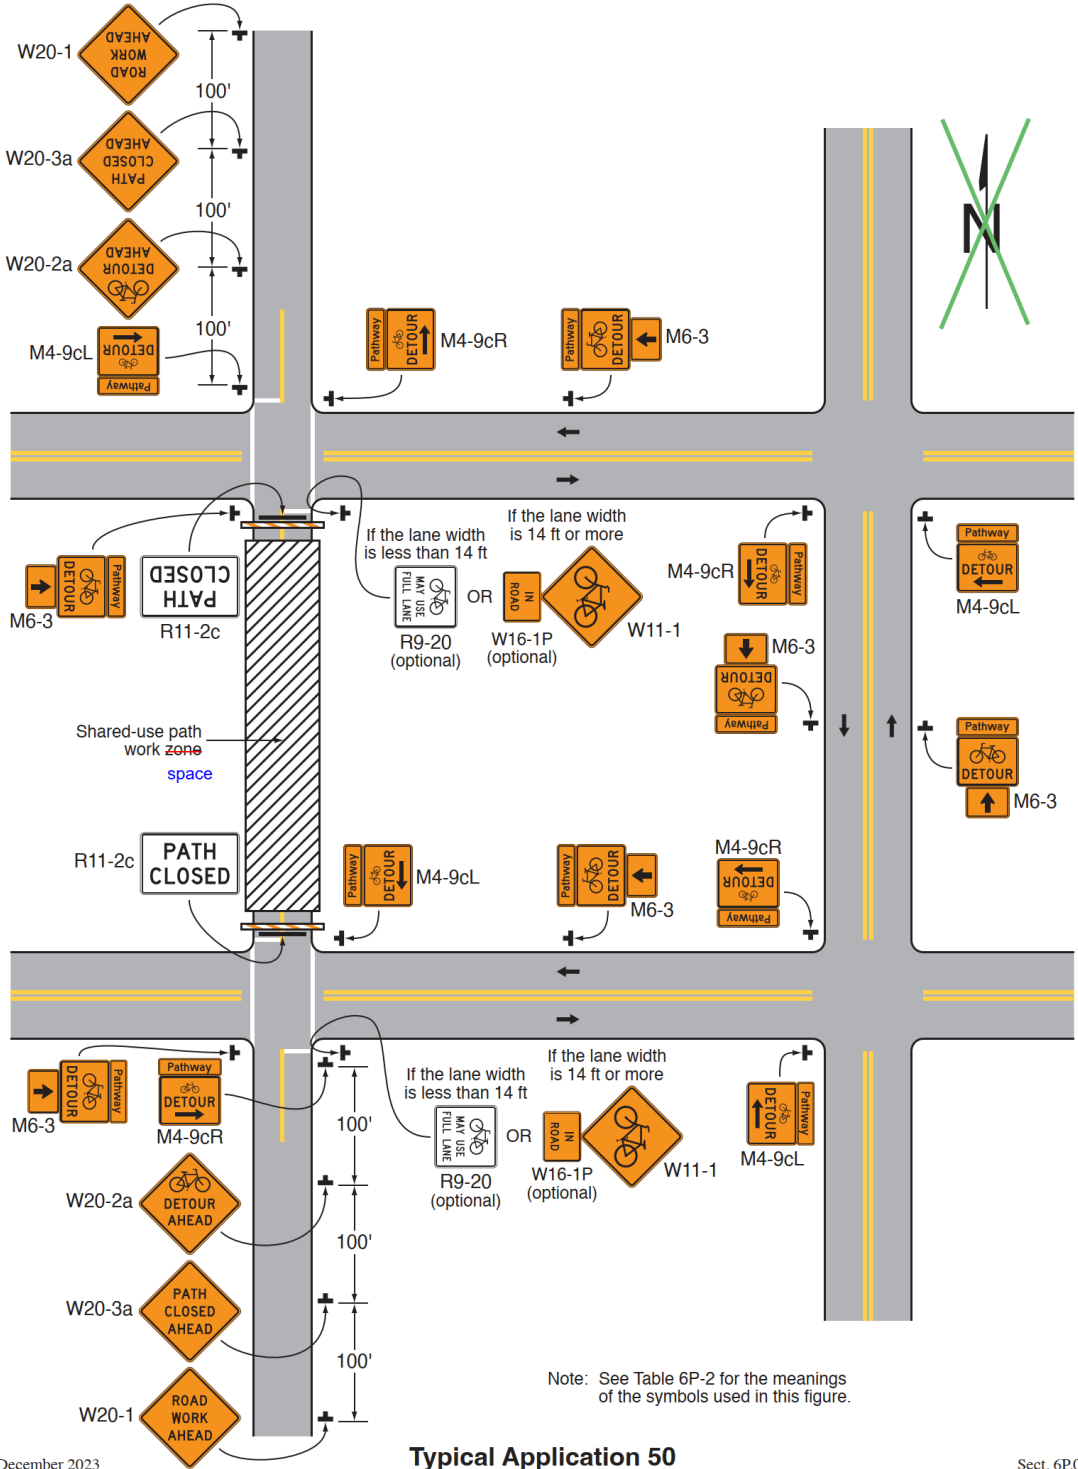 W20-1
ROAD
WORK
AHEAD
100'
W20-3a
PATH
CLOSED
AHEAD
100'
W20-2a
DETOUR
AHEAD
100'
M4-9cL
DETOUR
Pathway
Pathway
DETOUR
M4-9cR
Pathway
DETOUR
M6-3
N
Pathway
DETOUR
M6-3
PATH
CLOSED
R11-2c
If the lane width
is less than 14 ft
MAY USE
FULL LANE
R9-20
(optional)
OR
If the lane width
is 14 ft or more
IN
ROAD
W16-1P
(optional)
W11-1
M4-9cR
Pathway
DETOUR
Pathway
DETOUR
M4-9cL
M6-3
DETOUR
Pathway
Pathway
DETOUR
M6-3
Shared-use path
work zone
space
R11-2c
PATH
CLOSED
Pathway
DETOUR
M4-9cL
Pathway
DETOUR
M6-3
M4-9cR
DETOUR
Pathway
Pathway
DETOUR
M6-3
Pathway
DETOUR
M4-9cR
100'
If the lane width
is less than 14 ft
MAY USE
FULL LANE
R9-20
(optional)
OR
If the lane width
is 14 ft or more
IN
ROAD
W16-1P
(optional)
W11-1
Pathway
DETOUR
M4-9cL
W20-2a
DETOUR
AHEAD
100'
W20-3a
PATH
CLOSED
AHEAD
100'
W20-1
ROAD
WORK
AHEAD
Note: See Table 6P-2 for the meanings
of the symbols used in this figure.
December 2023
Typical Application 50
Sect. 6P.0